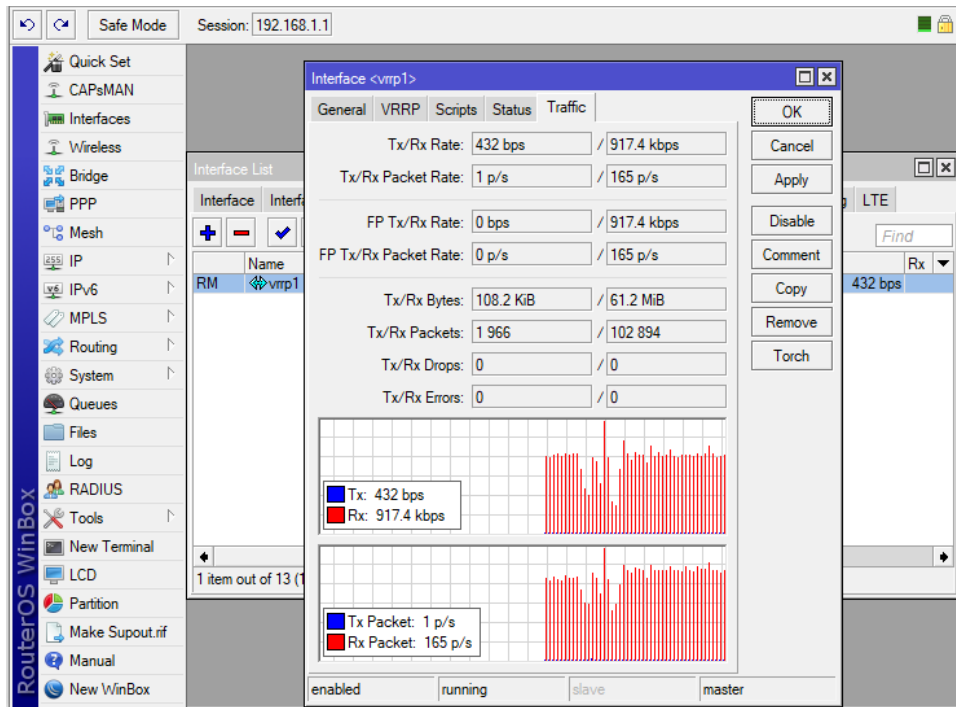 Safe Mode
Session: 192.168.1.1
RouterOS WinBox
Quick Set
CAPsMAN
Interfaces
Wireless
Bridge
PPP
Mesh
IP
IPv6
MPLS
Routing
System
Queues
Files
Log
RADIUS
Tools
New Terminal
LCD
Partition
Make Supout.rif
Manual
New WinBox
255
v6
Interface List
Interface
LTE
Find
Name
Rx
RM vrrp1
432 bps
1 item out of 13 (1
Interface <vrrp1>
General VRRP Scripts Status Traffic
Tx/Rx Rate: 432 bps / 917.4 kbps
Tx/Rx Packet Rate: 1 p/s / 165 p/s
FP Tx/Rx Rate: 0 bps / 917.4 kbps
FP Tx/Rx Packet Rate: 0 p/s / 165 p/s
Tx/Rx Bytes: 108.2 KiB / 61.2 MiB
Tx/Rx Packets: 1 966 / 102 894
Tx/Rx Drops: 0 / 0
Tx/Rx Errors: 0 / 0
Tx: 432 bps
Rx: 917.4 kbps
Tx Packet: 1 p/s
Rx Packet: 165 p/s
enabled running slave master
OK
Cancel
Apply
Disable
Comment
Copy
Remove
Torch